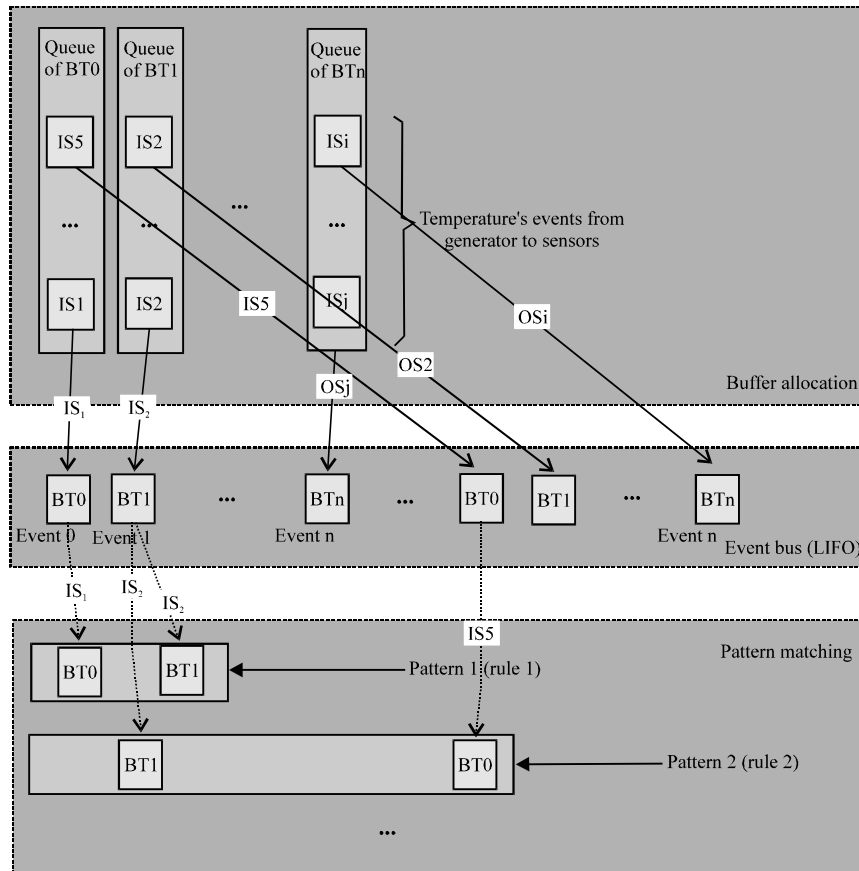 Queue
of BT0
Queue
of BT1
Queue
of BTn
IS5
IS2
ISi
...
...
...
...
Temperature's events from
generator to sensors
IS1
IS2
ISj
IS5
OSi
OS2
OSj
Buffer allocation
IS1
IS2
BT0
BT1
...
BTn
...
BT0
BT1
...
BTn
Event 0
Event 1
Event n
Event n
Event bus (LIFO)
IS1
IS2
IS2
IS5
Pattern matching
BT0
BT1
Pattern 1 (rule 1)
BT1
BT0
Pattern 2 (rule 2)
...